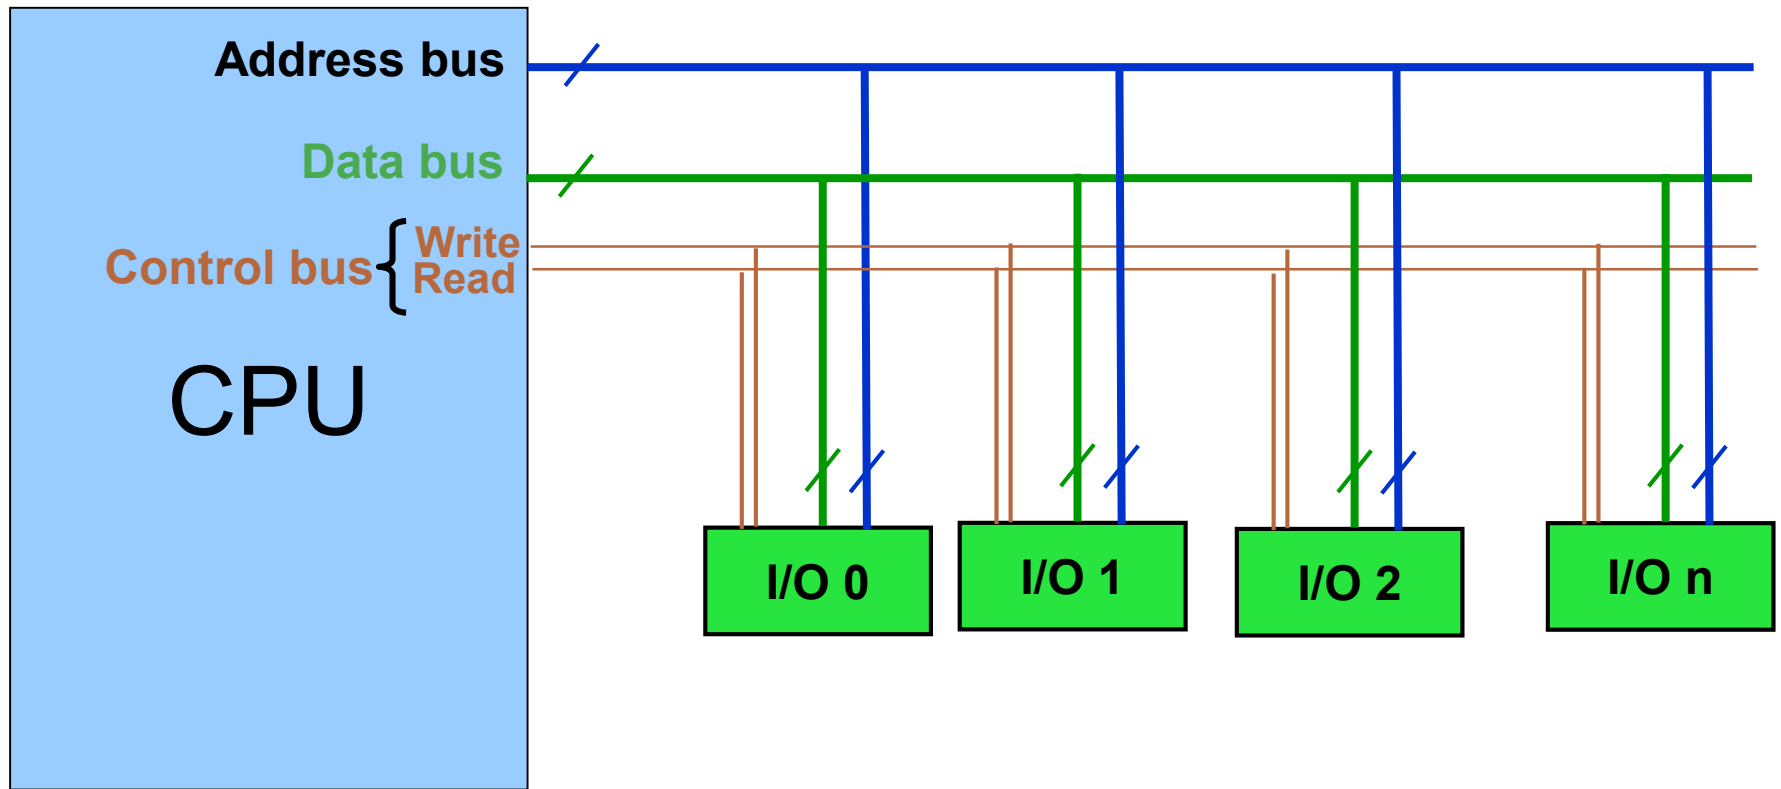 Address bus
Data bus
Write
Control bus
Read
CPU
I/O 0
I/O 1
I/O 2
I/O n